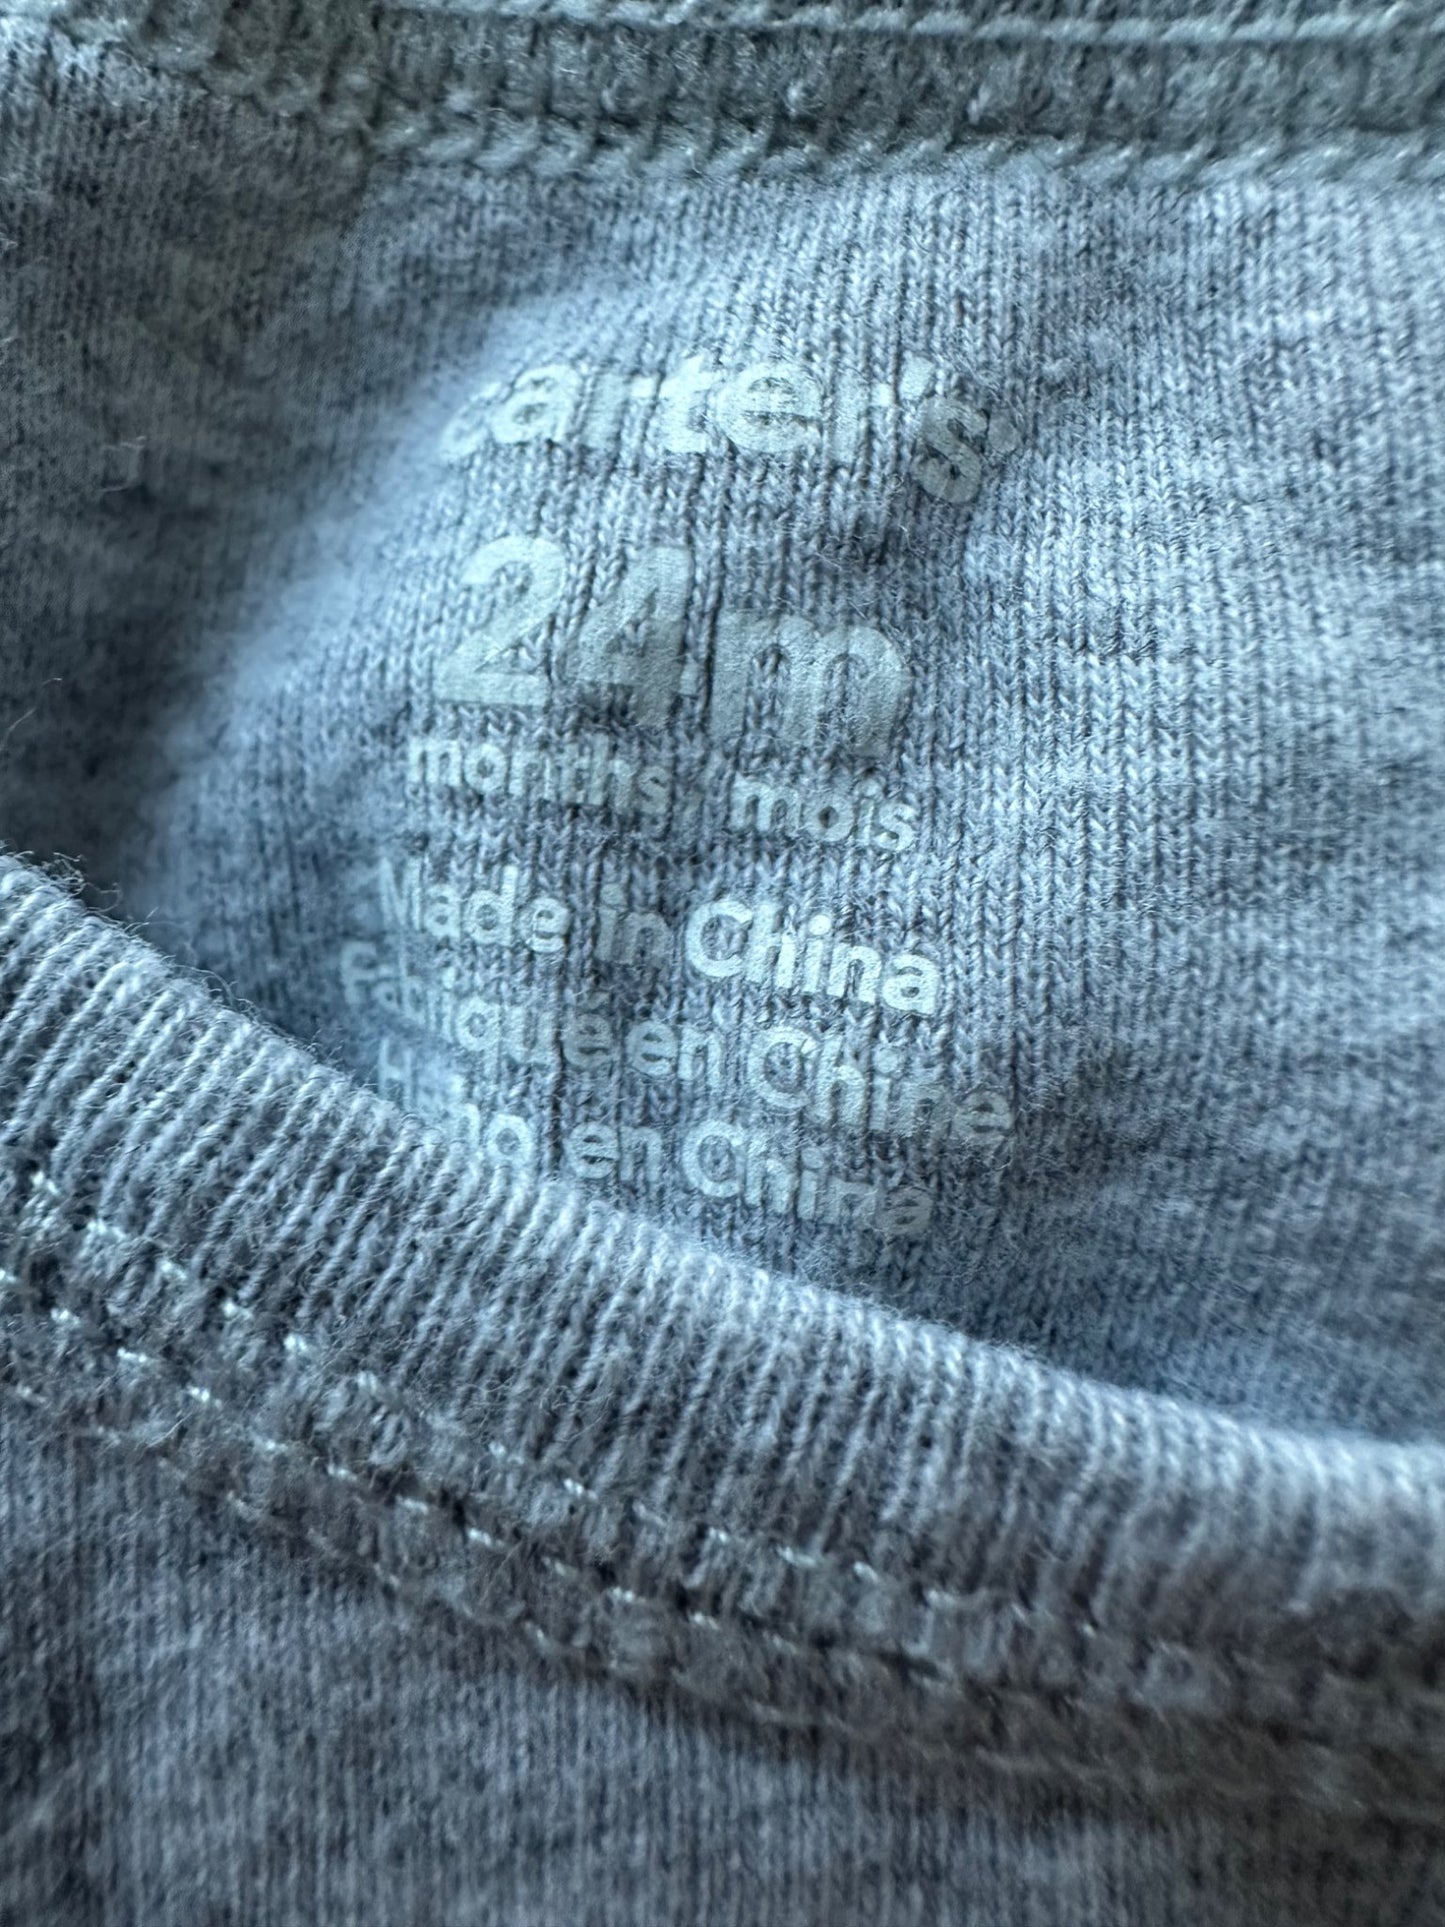 carter's
24m
months, mois
Made in China
Fabriqué en Chine
Hecho en China